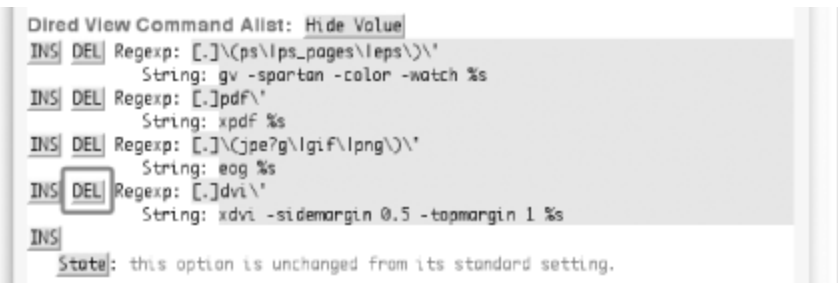 Dired View Command Alist: Hide Value
INS DEL Regexp: [.]\(ps\|ps_pages\|eps\)\'
String: gv -spartan -color -watch %s
INS DEL Regexp: [.]pdf\'
String: xpdf %s
INS DEL Regexp: [.]\(jpe?g\|gif\|png\)\'
String: eog %s
INS DEL Regexp: [.]dvi\'
String: xdvi -sidemargin 0.5 -topmargin 1 %s
INS
State: this option is unchanged from its standard setting.